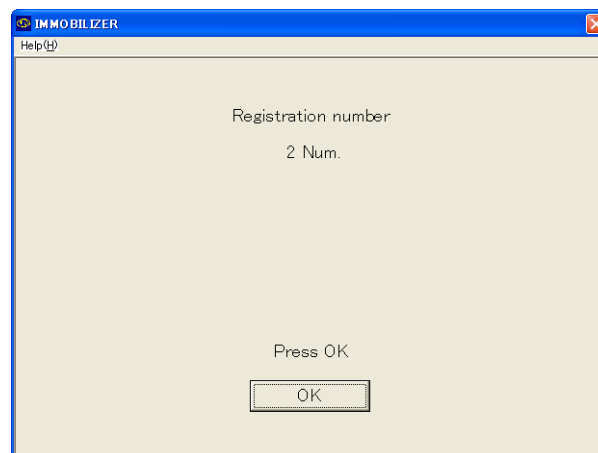 IMMOBILIZER
Help(H)
Registration number
2 Num.
Press OK
OK